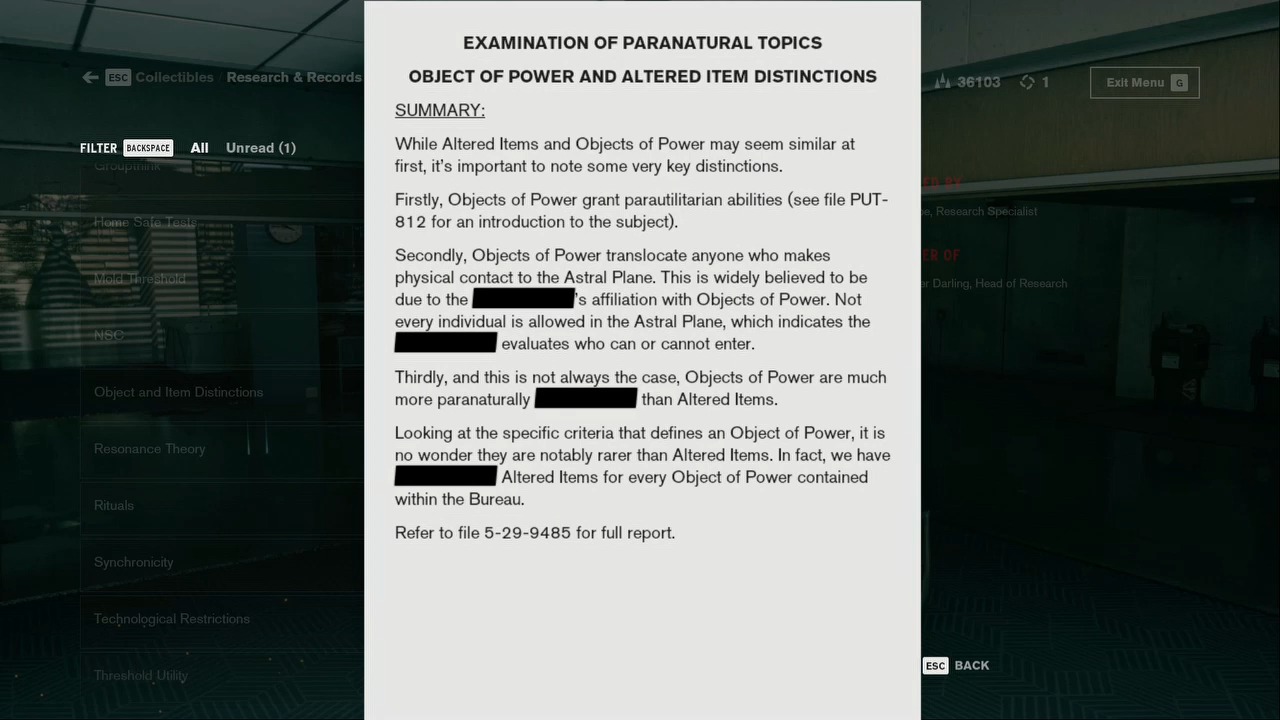 EXAMINATION OF PARANATURAL TOPICS
OBJECT OF POWER AND ALTERED ITEM DISTINCTIONS
SUMMARY:
While Altered Items and Objects of Power may seem similar at
first, it's important to note some very key distinctions.
Firstly, Objects of Power grant parautilitarian abilities (see file PUT-
812 for an introduction to the subject).
Secondly, Objects of Power translocate anyone who makes
physical contact to the Astral Plane. This is widely believed to be
due to the 's affiliation with Objects of Power. Not
every individual is allowed in the Astral Plane, which indicates the
evaluates who can or cannot enter.
Thirdly, and this is not always the case, Objects of Power are much
more paranaturally than Altered Items.
Looking at the specific criteria that defines an Object of Power, it is
no wonder they are notably rarer than Altered Items. In fact, we have
Altered Items for every Object of Power contained
within the Bureau.
Refer to file 5-29-9485 for full report.
ESC Collectibles / Research & Records
36103 1
Exit Menu G
FILTER BACKSPACE All Unread (1)
Groupthink
Home Safe Tests
Mold Threshold
NSC
Object and Item Distinctions
Resonance Theory
Rituals
Synchronicity
Technological Restrictions
Threshold Utility
BY
, Research Specialist
OF
Darling, Head of Research
ESC BACK